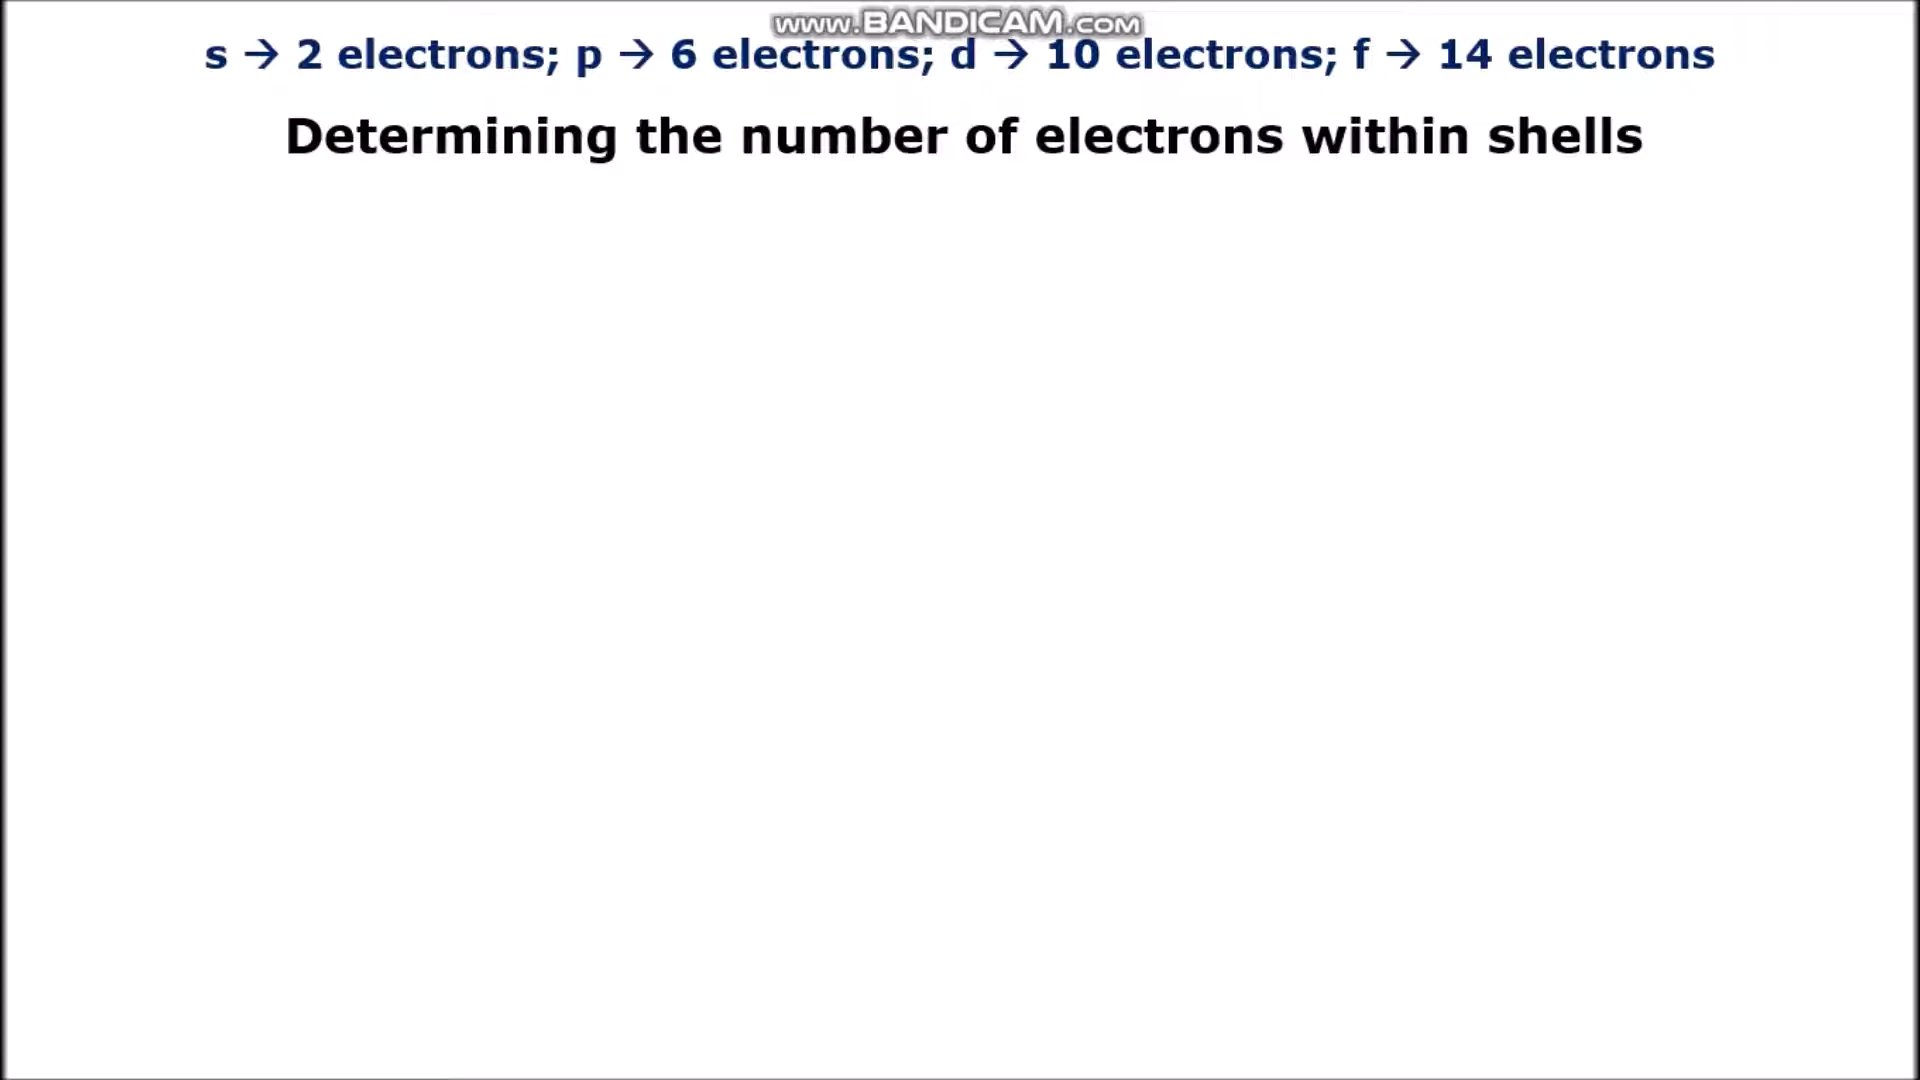 www.BANDICAM.com
s → 2 electrons; p → 6 electrons; d → 10 electrons; f → 14 electrons
Determining the number of electrons within shells